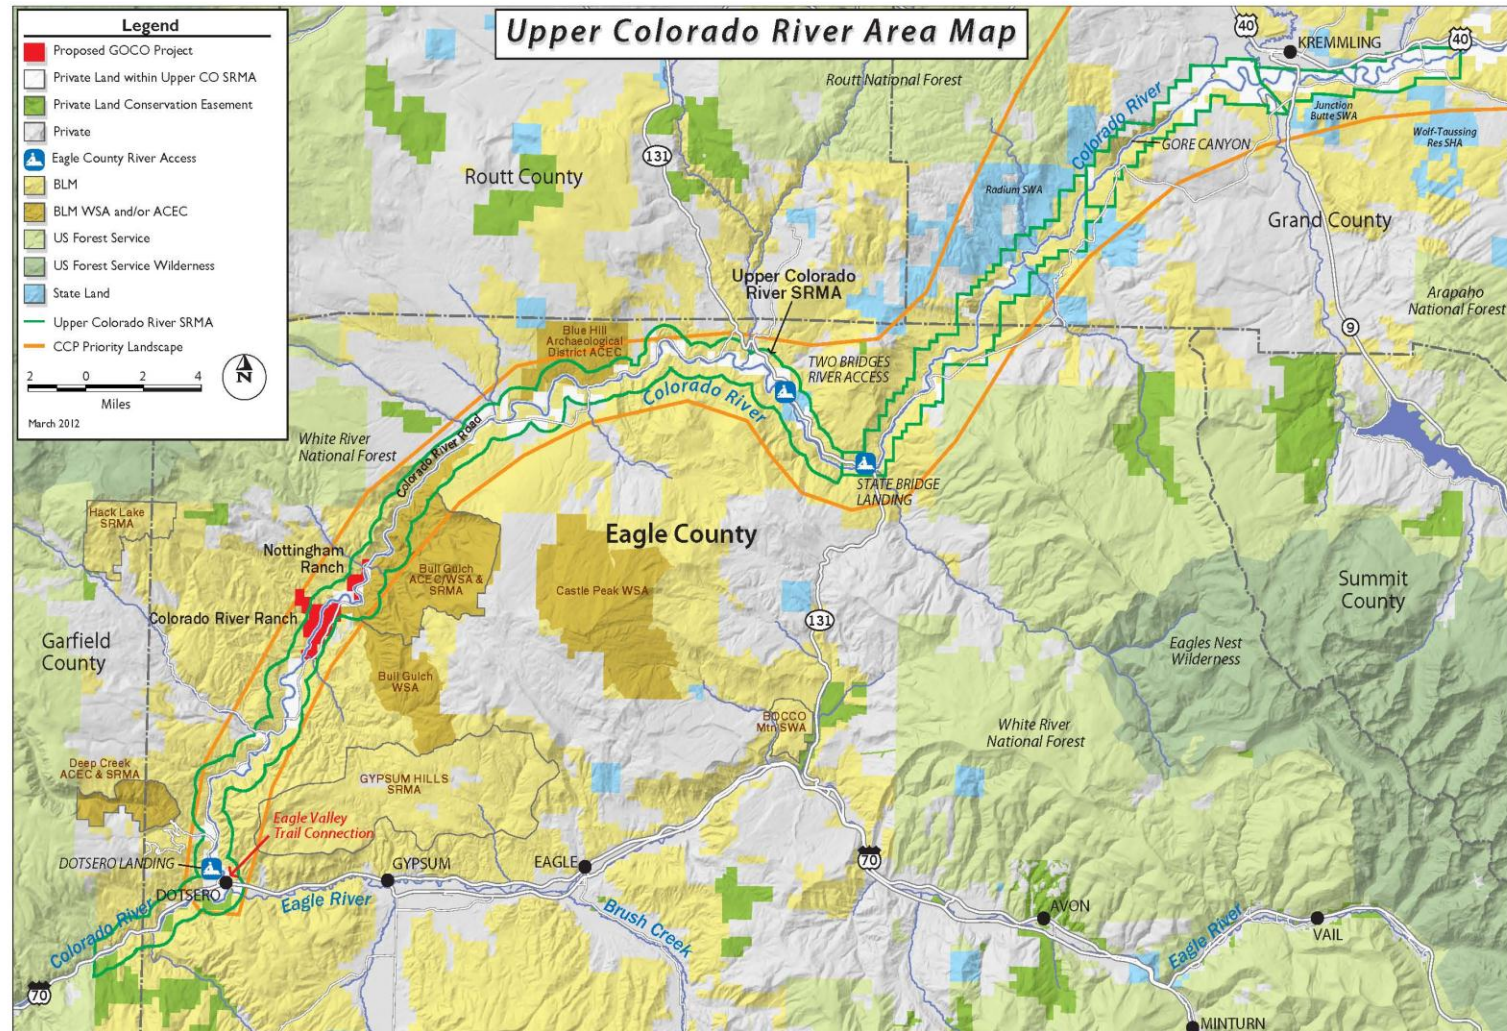 Upper Colorado River Area Map
Legend
Proposed GOCO Project
Private Land within Upper CO SRMA
Private Land Conservation Easement
Private
Eagle County River Access
BLM
BLM WSA and/or ACEC
US Forest Service
US Forest Service Wilderness
State Land
Upper Colorado River SRMA
CCP Priority Landscape
N
2 0 2 4
Miles
March 2012
40
KREMMLING
40
Routt National Forest
Colorado River
Junction
Butte SWA
Wolf-Taussing
Res SHA
GORE CANYON
131
Routt County
Radium SWA
Grand County
Upper Colorado
River SRMA
Arapaho
National Forest
9
Blue Hill
Archaeological
District ACEC
TWO BRIDGES
RIVER ACCESS
Colorado River
White River
National Forest
Colorado River Road
STATE BRIDGE
LANDING
Hack Lake
SRMA
Eagle County
Nottingham
Ranch
Bull Gulch
ACEC/WSA &
SRMA
Castle Peak WSA
Summit
County
Colorado River Ranch
131
Garfield
County
Eagles Nest
Wilderness
Bull Gulch
WSA
BOCCO
Mtn SWA
White River
National Forest
Deep Creek
ACEC & SRMA
GYPSUM HILLS
SRMA
Eagle Valley
Trail Connection
DOTSERO LANDING
GYPSUM
EAGLE
70
DOTSERO
Eagle River
Brush Creek
AVON
Eagle River
VAIL
Colorado River
70
MINTURN